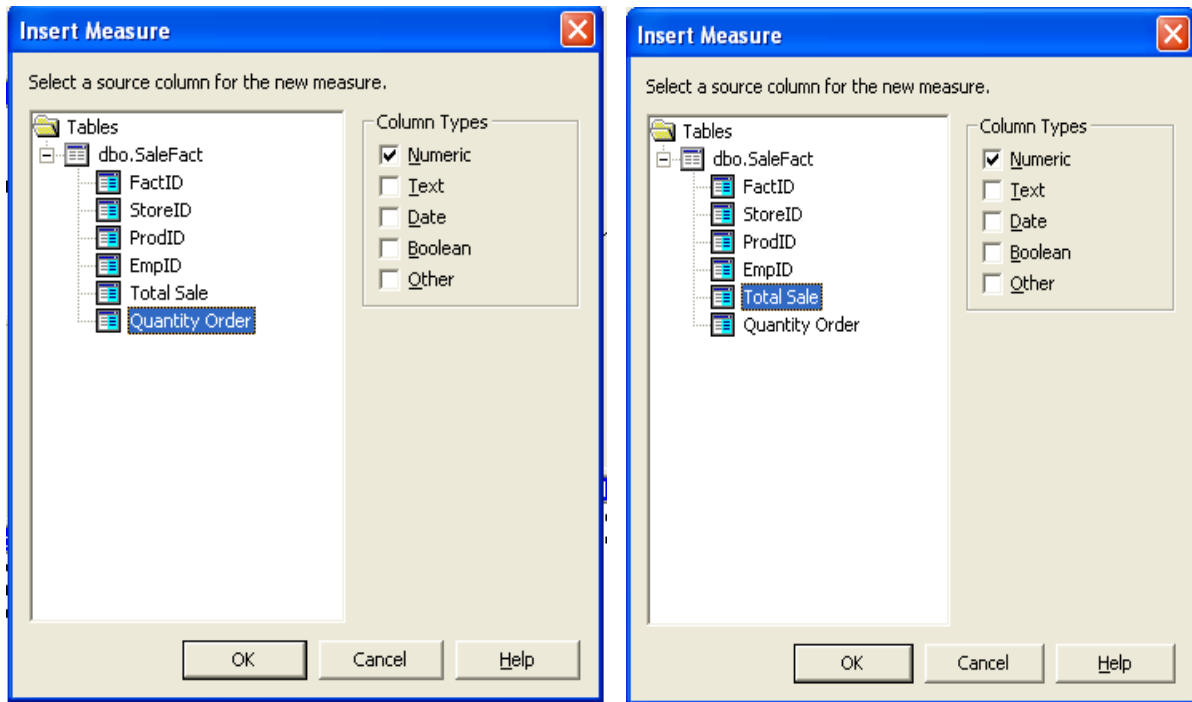 Insert Measure
Select a source column for the new measure.
Tables
dbo.SaleFact
FactID
StoreID
ProdID
EmpID
Total Sale
Quantity Order
Column Types
Numeric
Text
Date
Boolean
Other
OK
Cancel
Help
Insert Measure
Select a source column for the new measure.
Tables
dbo.SaleFact
FactID
StoreID
ProdID
EmpID
Total Sale
Quantity Order
Column Types
Numeric
Text
Date
Boolean
Other
OK
Cancel
Help